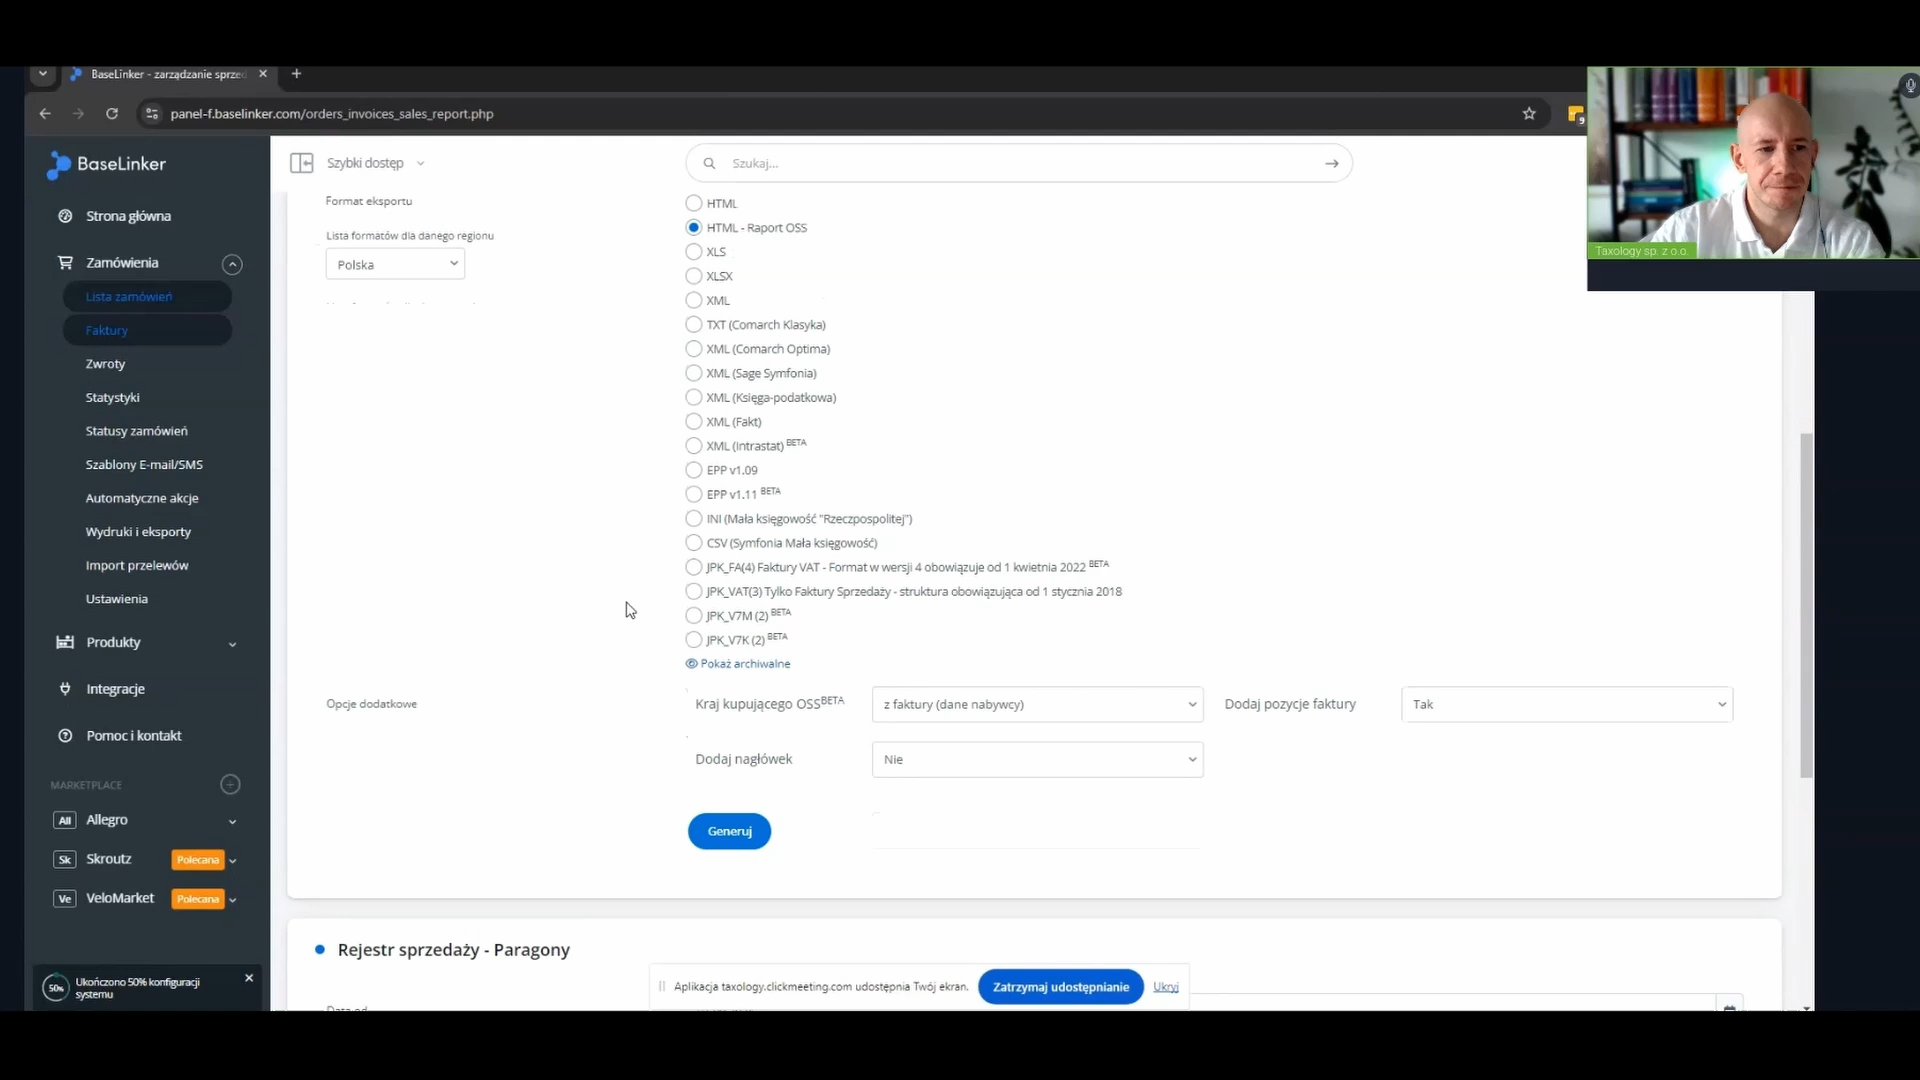 BaseLinker - zarządzanie sprzed
panel-f.baselinker.com/orders_invoices_sales_report.php
9
Taxology sp. z o.o.
BaseLinker
Strona główna
Zamówienia
Lista zamówień
Faktury
Zwroty
Statystyki
Statusy zamówień
Szablony E-mail/SMS
Automatyczne akcje
Wydruki i eksporty
Import przelewów
Ustawienia
Produkty
Integracje
Pomoc i kontakt
MARKETPLACE
All Allegro
Sk Skroutz Polecana
Ve VeloMarket Polecana
50% Ukończono 50% konfiguracji
systemu
Szybki dostęp
Szukaj...
Format eksportu
Lista formatów dla danego regionu
Polska
HTML
HTML - Raport OSS
XLS
XLSX
XML
TXT (Comarch Klasyka)
XML (Comarch Optima)
XML (Sage Symfonia)
XML (Księga-podatkowa)
XML (Fakt)
XML (Intrastat) BETA
EPP v1.09
EPP v1.11 BETA
INI (Mała księgowość "Rzeczpospolitej")
CSV (Symfonia Mała księgowość)
JPK_FA(4) Faktury VAT - Format w wersji 4 obowiązuje od 1 kwietnia 2022 BETA
JPK_VAT(3) Tylko Faktury Sprzedaży - struktura obowiązująca od 1 stycznia 2018
JPK_V7M (2) BETA
JPK_V7K (2) BETA
Pokaż archiwalne
Opcje dodatkowe
Kraj kupującego OSS BETA z faktury (dane nabywcy) Dodaj pozycje faktury Tak
Dodaj nagłówek Nie
Generuj
Rejestr sprzedaży - Paragony
Aplikacja taxology.clickmeeting.com udostępnia Twój ekran. Zatrzymaj udostępnianie Ukryj
Data od